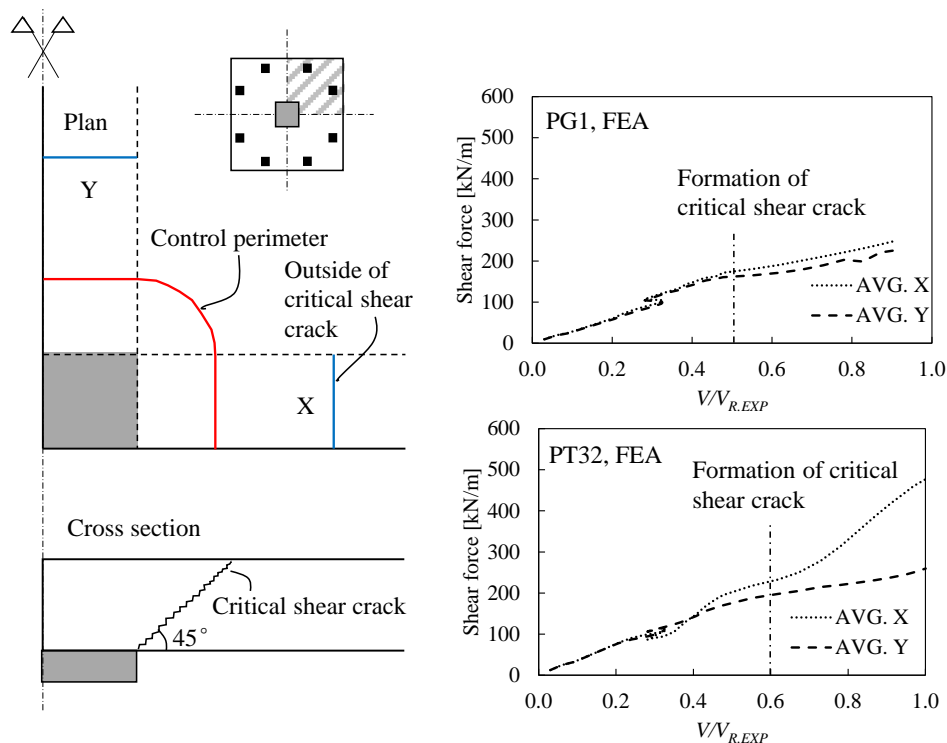 Plan
Y
Control perimeter
Outside of
critical shear
crack
X
Cross section
Critical shear crack
45°
PG1, FEA
Formation of
critical shear crack
AVG. X
AVG. Y
Shear force [kN/m]
600
500
400
300
200
100
0
0.0 0.2 0.4 0.6 0.8 1.0
V/V_R.EXP
PT32, FEA
Formation of critical
shear crack
AVG. X
AVG. Y
Shear force [kN/m]
600
500
400
300
200
100
0
0.0 0.2 0.4 0.6 0.8 1.0
V/V_R.EXP